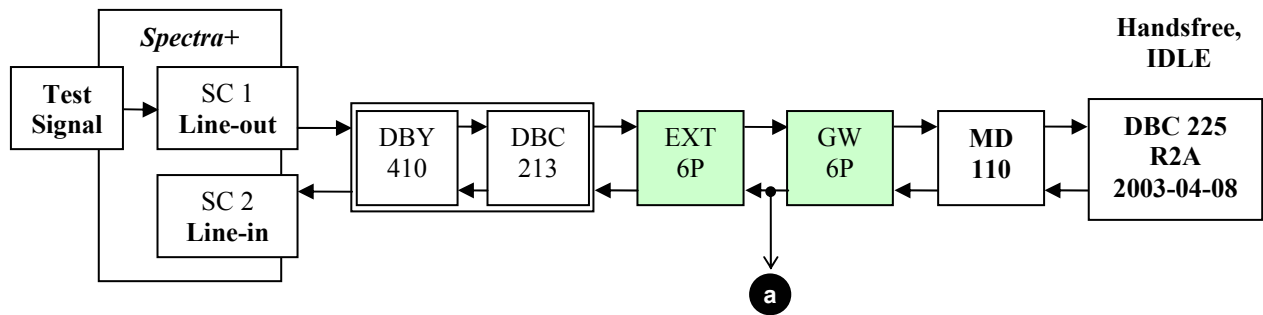 Spectra+
Handsfree,
IDLE
Test
Signal
SC 1
Line-out
SC 2
Line-in
DBY
410
DBC
213
EXT
6P
GW
6P
MD
110
DBC 225
R2A
2003-04-08
a